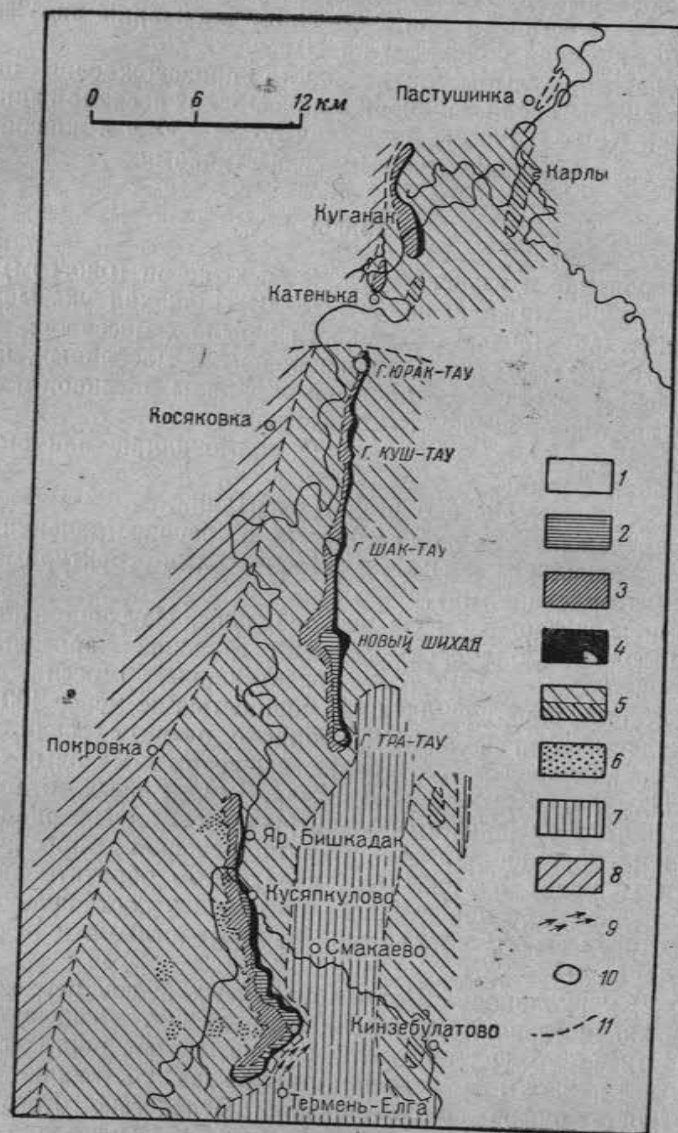 0 6 12 км
Пастушинка
Карлы
Куганак
Катенька
г. ЮРАК-ТАУ
Косяковка
г. КУШ-ТАУ
1
2
г ШАК-ТАУ
3
НОВЫЙ ШИХАН
4
5
г. ТРА-ТАУ
Покровка
6
7
Яр Бишкадак
8
Кусяпкулово
9
Смакаево
10
Кинзебулатово
11
Термень-Елга